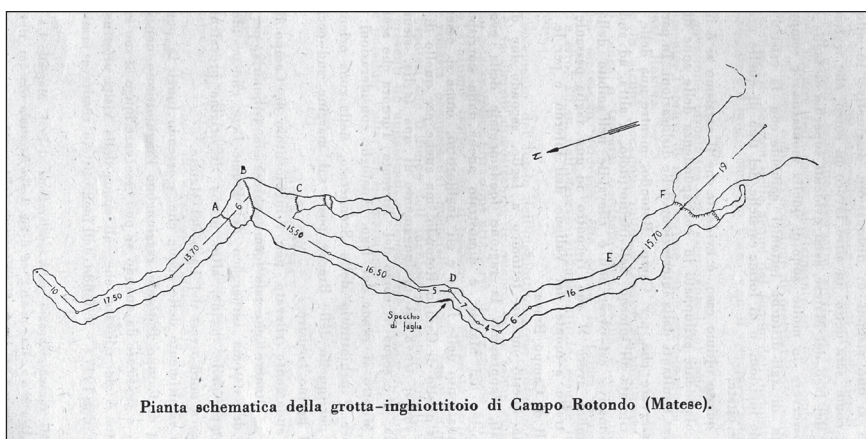 19
N
B
F
A
C
6
13.70
15.50
15.70
E
16.50
D
10
17.50
5
7
16
6
4
Specchio
di faglia
Pianta schematica della grotta-inghiottitoio di Campo Rotondo (Matese).